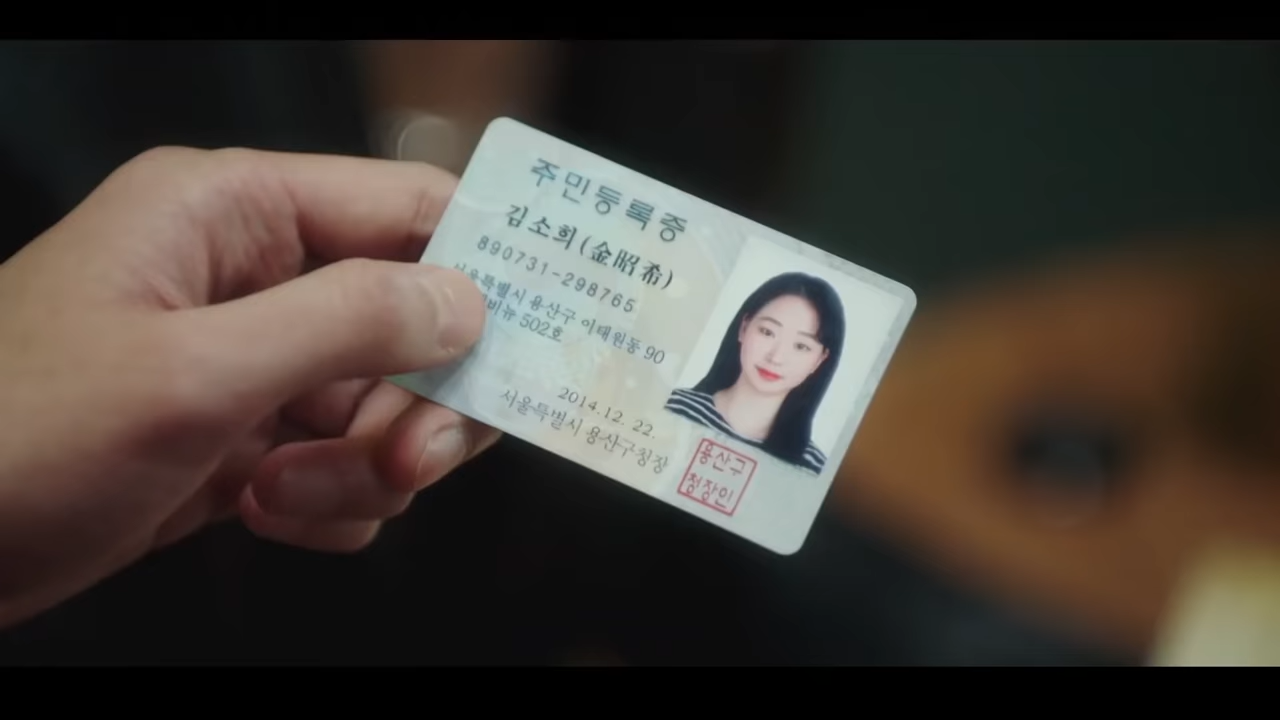 주민등록증
김소희(金昭希)
890731-298765
서울특별시 용산구 이태원동 90
비뉴 502호
2014.12. 22.
서울특별시 용산구청장
용산구
청장인